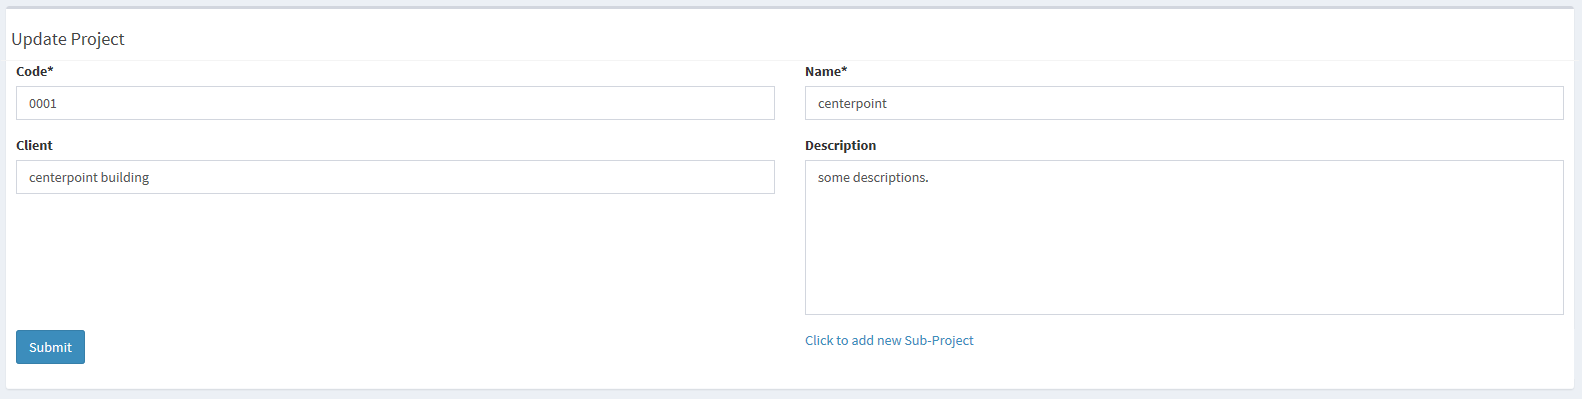 Update Project
Code*
Name*
0001
centerpoint
Client
Description
centerpoint building
some descriptions.
Submit
Click to add new Sub-Project